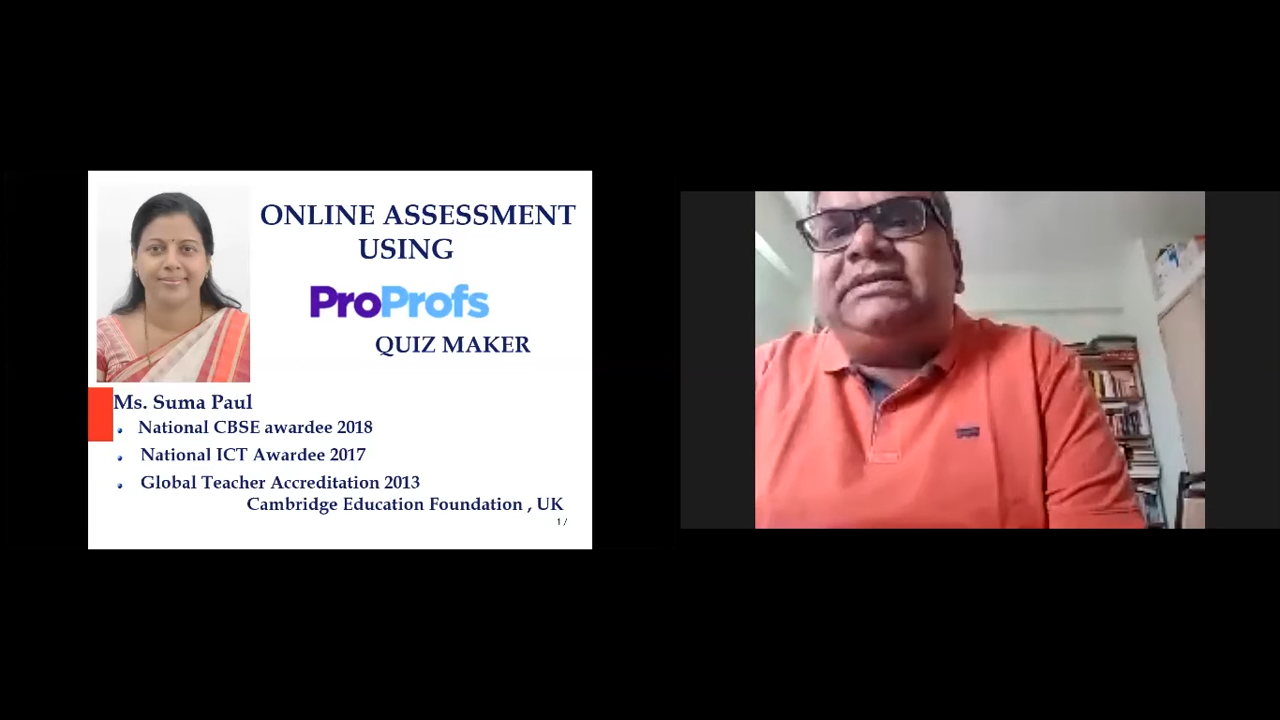 ONLINE ASSESSMENT
USING
ProProfs
QUIZ MAKER
Ms. Suma Paul
National CBSE awardee 2018
National ICT Awardee 2017
Global Teacher Accreditation 2013
Cambridge Education Foundation , UK
1 /